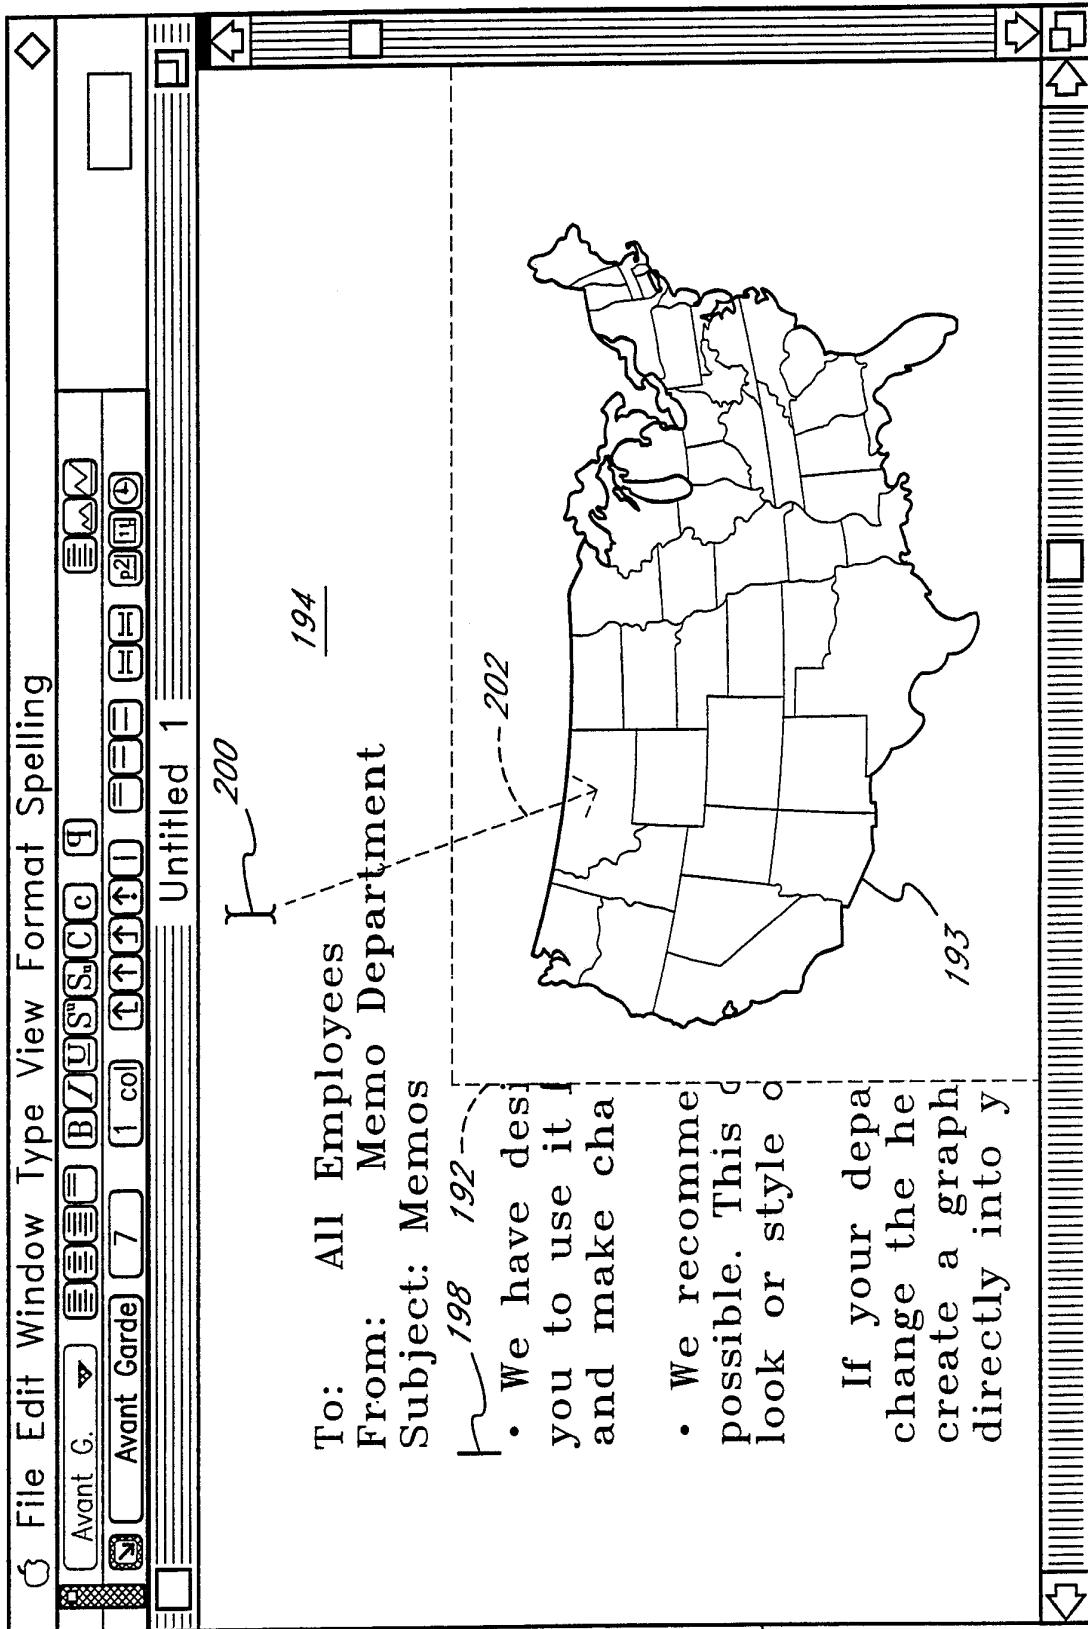 File Edit Window Type View Format Spelling
Avant G. B I U S" S" C c q
Avant Garde 7 1 col p2
Untitled 1
200
194
To: All Employees
From: Memo Department
Subject: Memos
202
198 192
• We have desi
you to use it
and make cha
• We recomme
possible. This
look or style o
If your depa
change the he
create a graph
directly into y
193